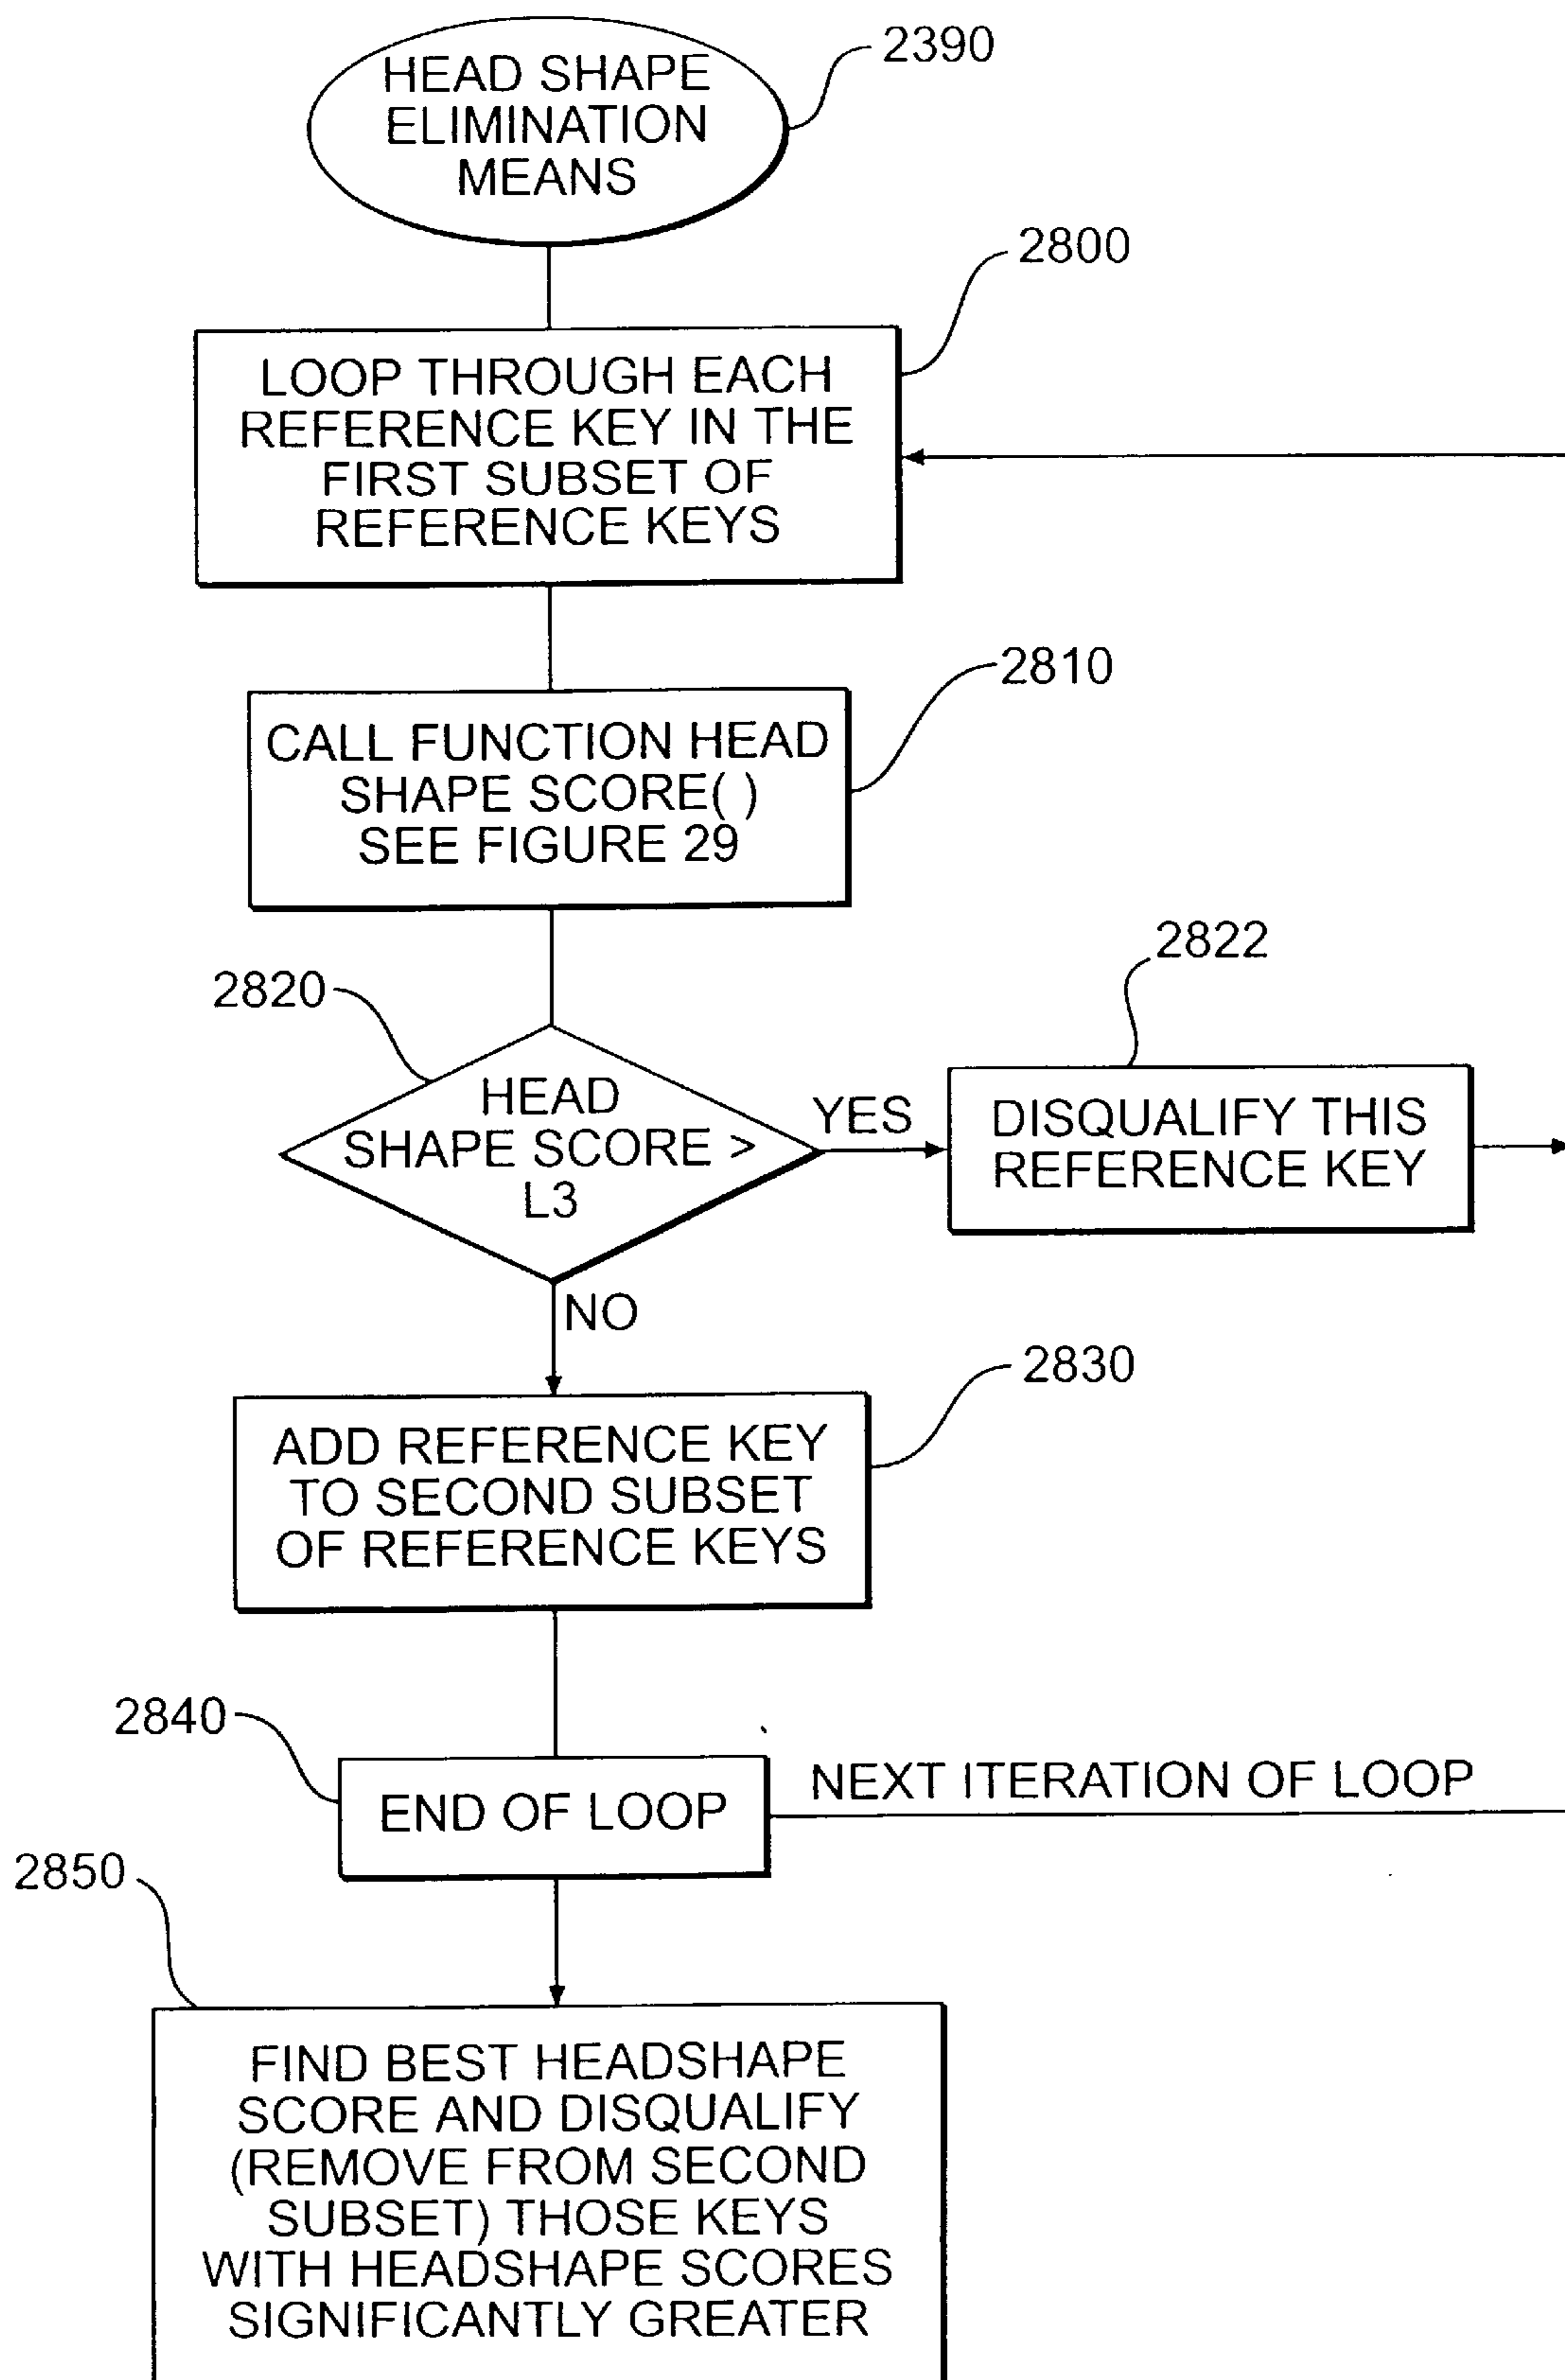 HEAD SHAPE
ELIMINATION
MEANS
2390
2800
LOOP THROUGH EACH
REFERENCE KEY IN THE
FIRST SUBSET OF
REFERENCE KEYS
2810
CALL FUNCTION HEAD
SHAPE SCORE( )
SEE FIGURE 29
2820
HEAD
SHAPE SCORE >
L3
YES
2822
DISQUALIFY THIS
REFERENCE KEY
NO
2830
ADD REFERENCE KEY
TO SECOND SUBSET
OF REFERENCE KEYS
2840
END OF LOOP
NEXT ITERATION OF LOOP
2850
FIND BEST HEADSHAPE
SCORE AND DISQUALIFY
(REMOVE FROM SECOND
SUBSET) THOSE KEYS
WITH HEADSHAPE SCORES
SIGNIFICANTLY GREATER